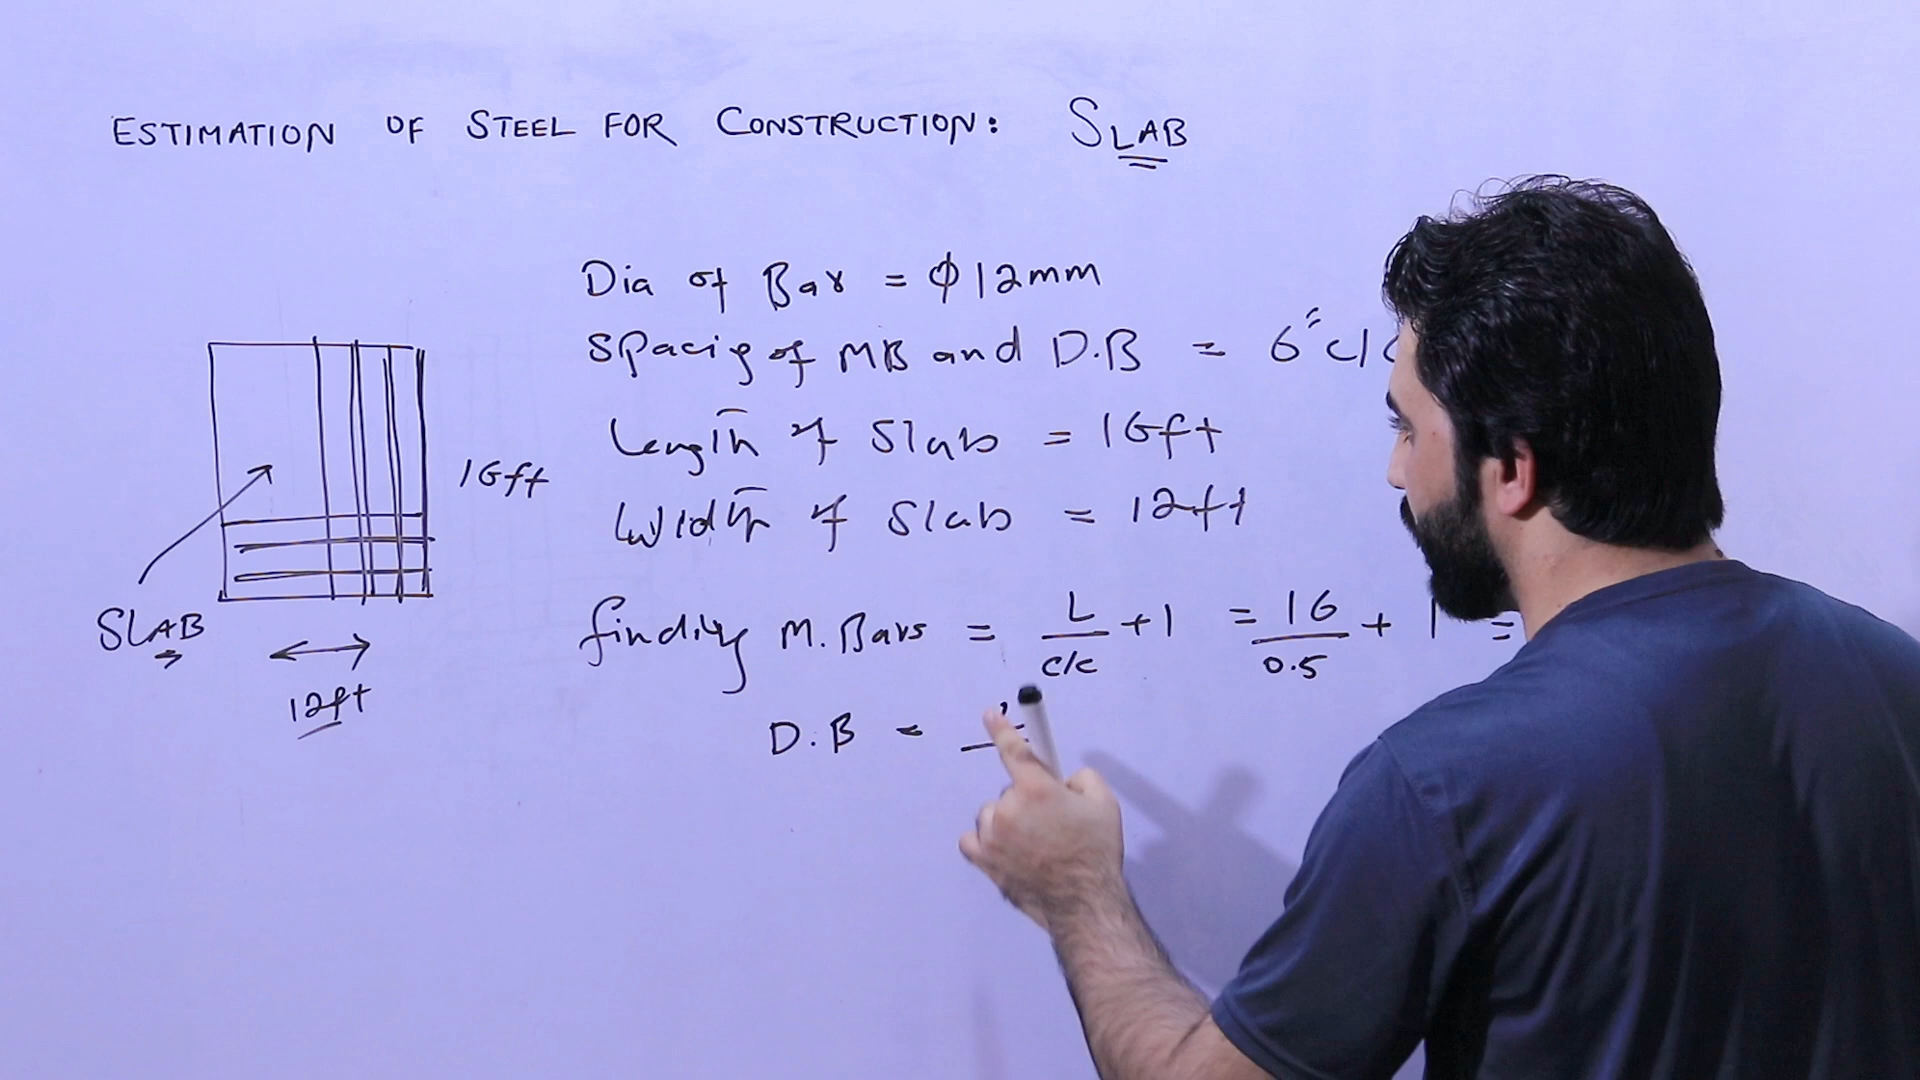 ESTIMATION OF STEEL FOR CONSTRUCTION: SLAB
Dia of Bar = ϕ12mm
Spacig of MB and D.B = 6" c/c
Length of Slab = 16ft
Width of Slab = 12ft
finding M.Bars = L/c/c + 1 = 16/0.5 + 1 =
D.B =
16ft
SLAB
12ft